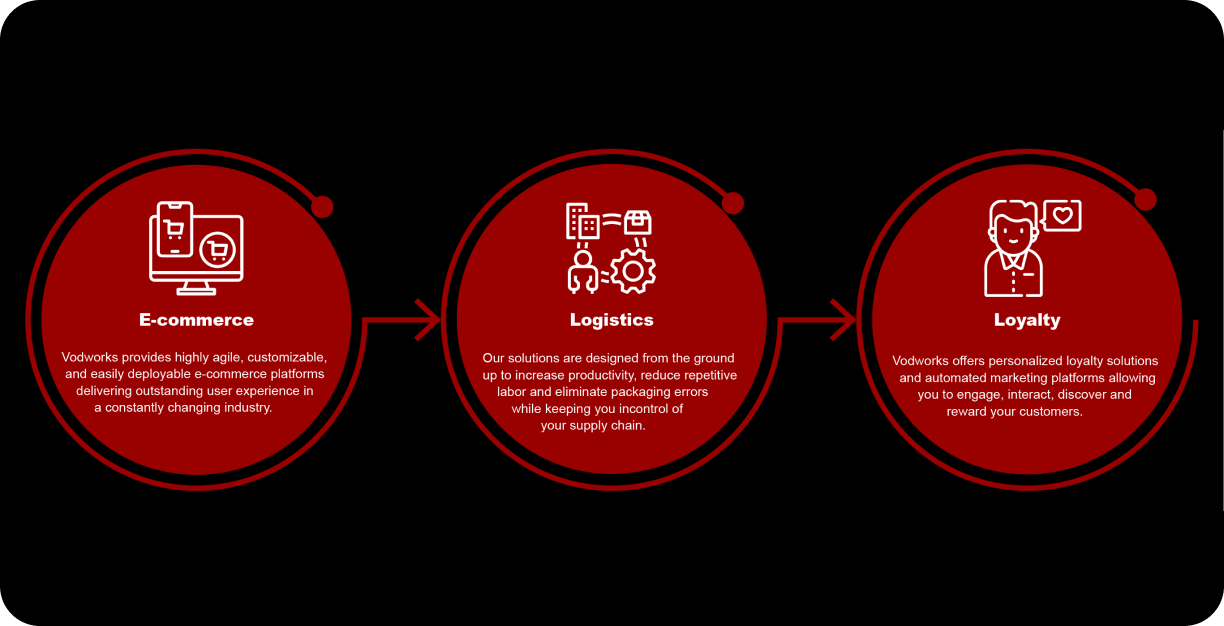 E-commerce
Vodworks provides highly agile, customizable,
and easily deployable e-commerce platforms
delivering outstanding user experience in
a constantly changing industry.
Logistics
Our solutions are designed from the ground
up to increase productivity, reduce repetitive
labor and eliminate packaging errors
while keeping you incontrol of
your supply chain.
Loyalty
Vodworks offers personalized loyalty solutions
and automated marketing platforms allowing
you to engage, interact, discover and
reward your customers.